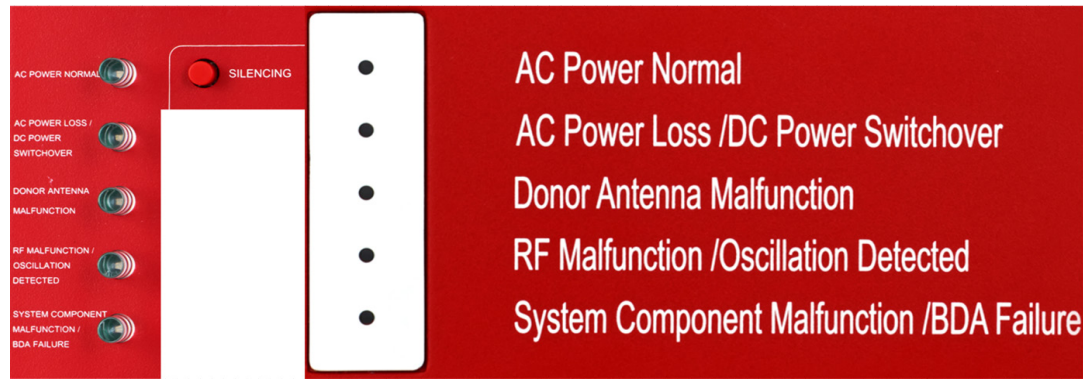 AC POWER NORMAL
AC POWER LOSS /
DC POWER
SWITCHOVER
DONOR ANTENNA
MALFUNCTION
RF MALFUNCTION /
OSCILLATION
DETECTED
SYSTEM COMPONENT
MALFUNCTION /
BDA FAILURE
SILENCING
AC Power Normal
AC Power Loss /DC Power Switchover
Donor Antenna Malfunction
RF Malfunction /Oscillation Detected
System Component Malfunction /BDA Failure